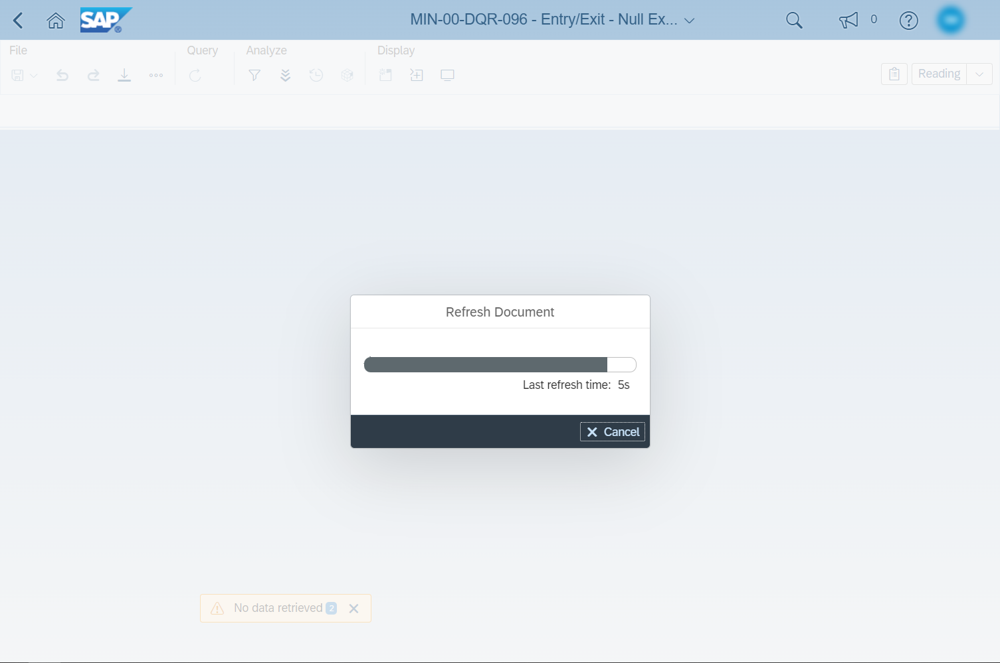 SAP®
MIN-00-DQR-096 - Entry/Exit - Null Ex...
0
File
Query
Analyze
Display
Reading
Refresh Document
Last refresh time: 5s
Cancel
No data retrieved 2